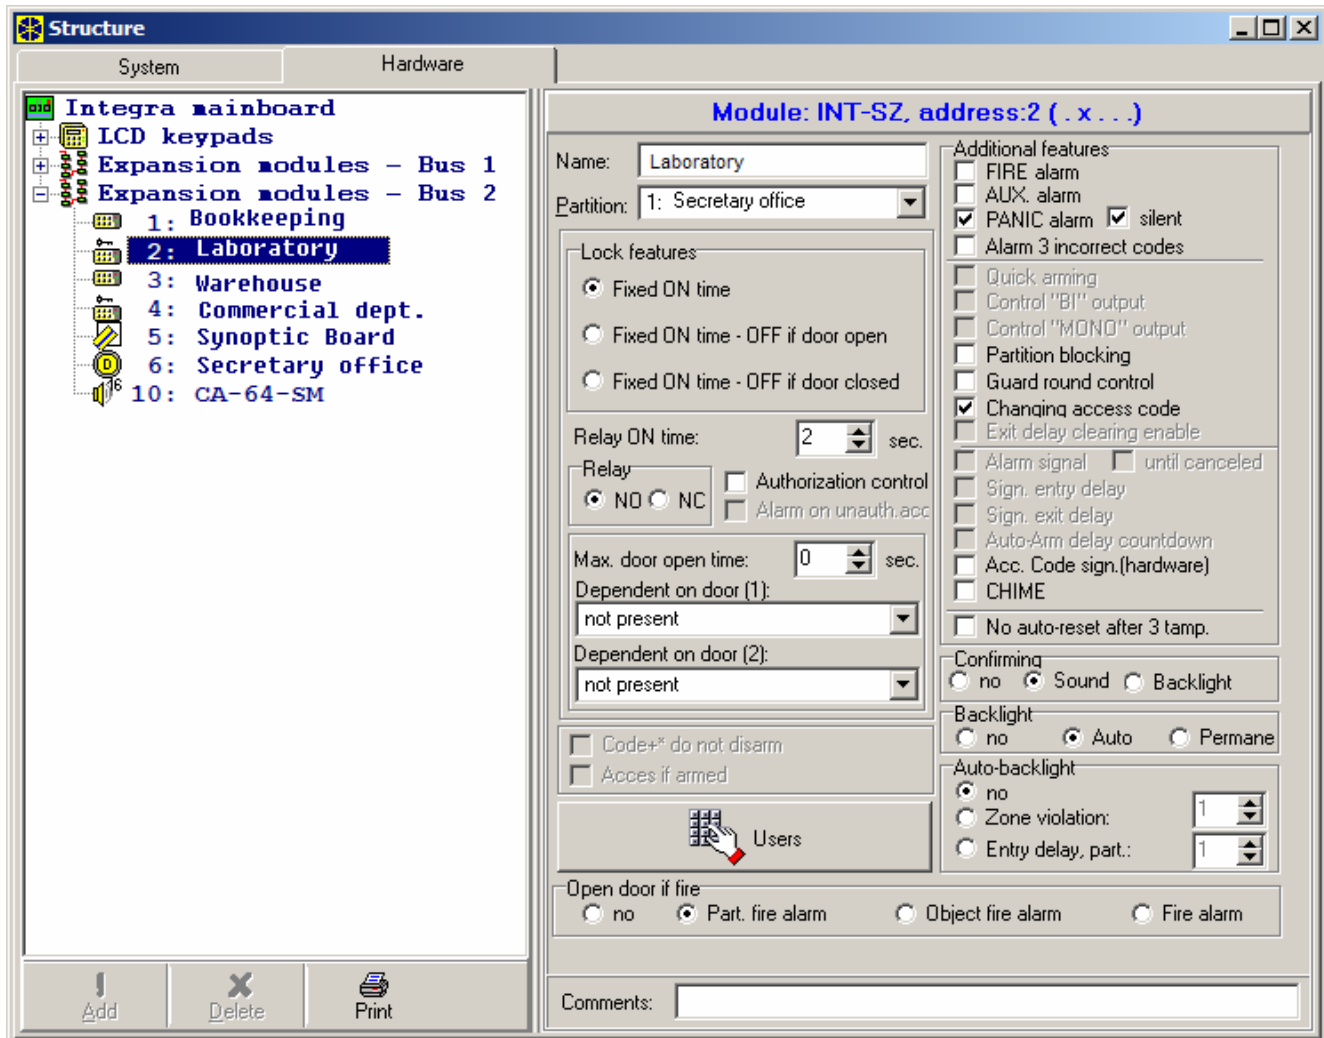 Structure
System
Hardware
Integra mainboard
LCD keypads
Expansion modules - Bus 1
Expansion modules - Bus 2
1: Bookkeeping
2: Laboratory
3: Warehouse
4: Commercial dept.
5: Synoptic Board
6: Secretary office
10: CA-64-SM
Add
Delete
Print
Module: INT-SZ, address:2 ( . x . . .)
Name: Laboratory
Partition: 1: Secretary office
Lock features
Fixed ON time
Fixed ON time - OFF if door open
Fixed ON time - OFF if door closed
Relay ON time: 2 sec.
Relay
NO NC
Authorization control
Alarm on unauth.acc
Max. door open time: 0 sec.
Dependent on door (1):
not present
Dependent on door (2):
not present
Code+* do not disarm
Acces if armed
Users
Additional features
FIRE alarm
AUX. alarm
PANIC alarm silent
Alarm 3 incorrect codes
Quick arming
Control "BI" output
Control "MONO" output
Partition blocking
Guard round control
Changing access code
Exit delay clearing enable
Alarm signal until canceled
Sign. entry delay
Sign. exit delay
Auto-Arm delay countdown
Acc. Code sign.(hardware)
CHIME
No auto-reset after 3 tamp.
Confirming
no Sound Backlight
Backlight
no Auto Permane
Auto-backlight
no
Zone violation: 1
Entry delay, part.: 1
Open door if fire
no Part. fire alarm Object fire alarm Fire alarm
Comments: